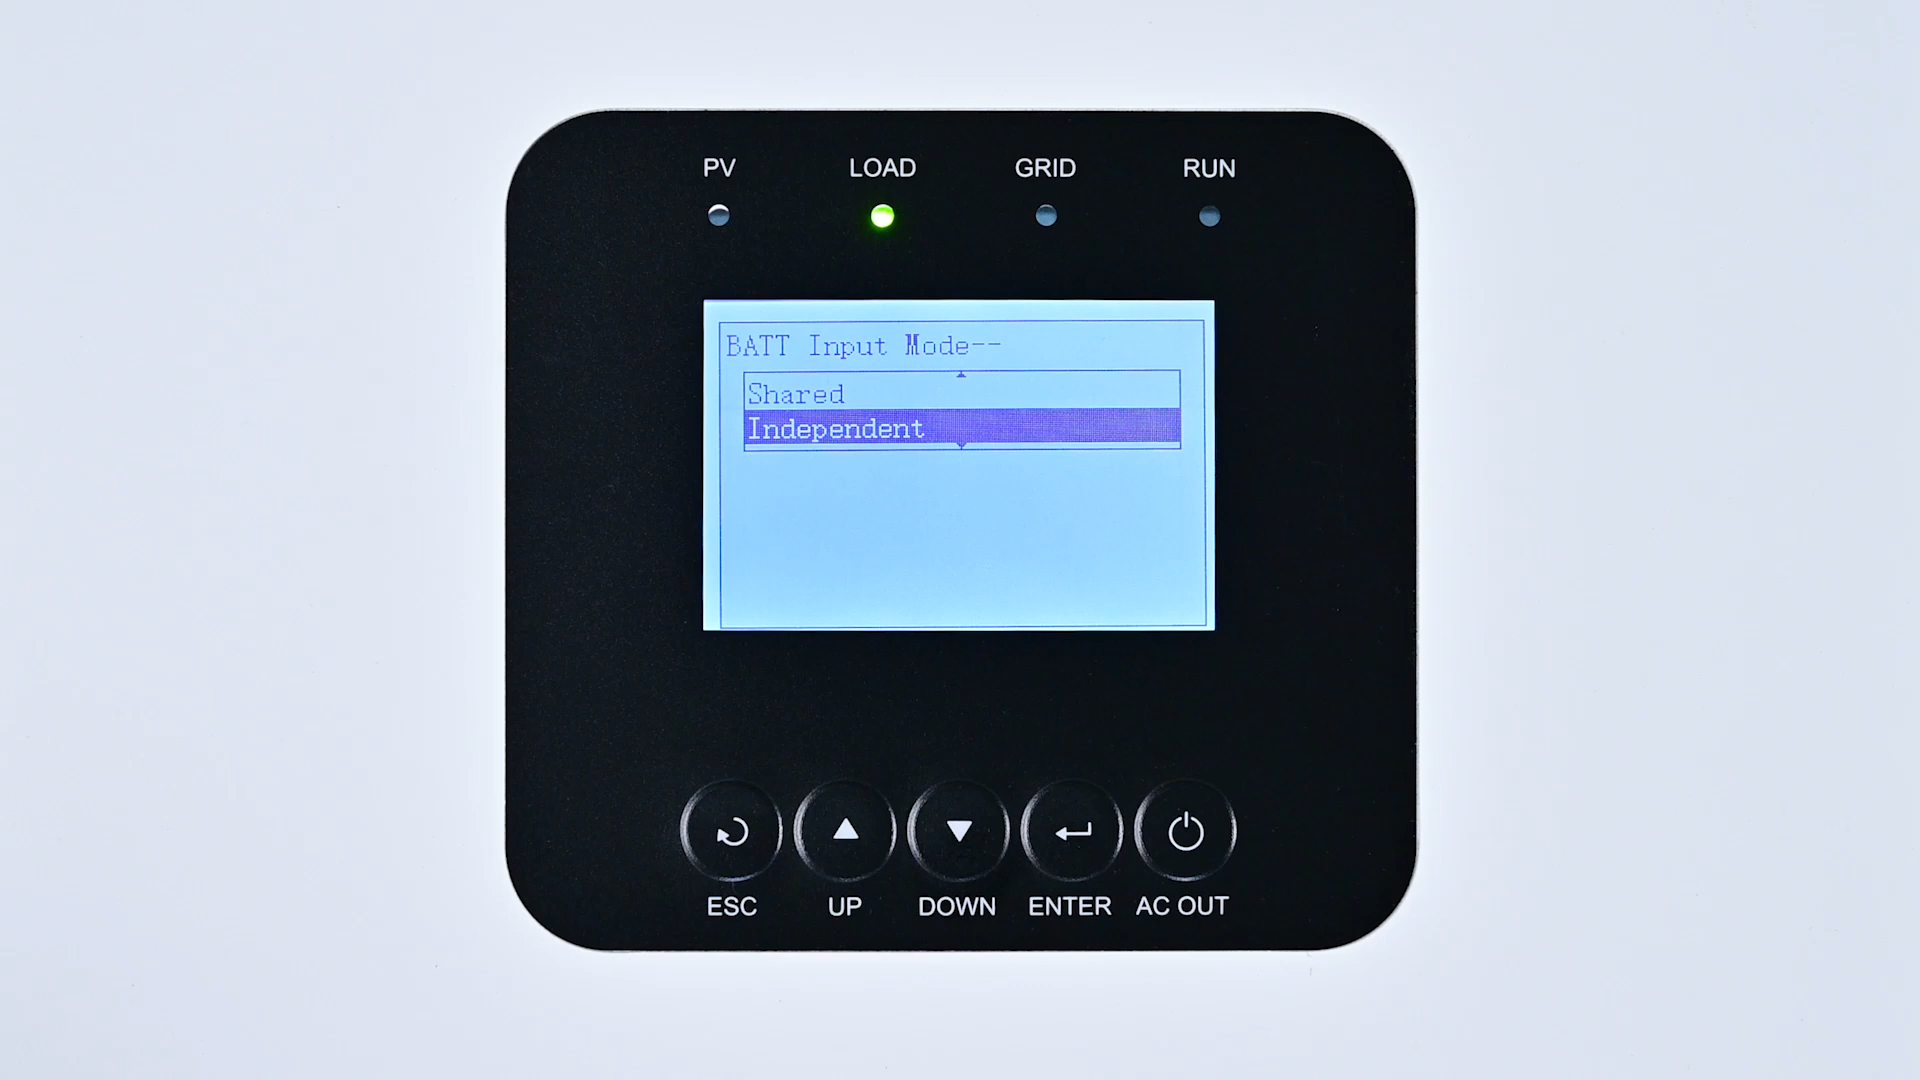 PV LOAD GRID RUN
BATT Input Mode--
Shared
Independent
ESC UP DOWN ENTER AC OUT